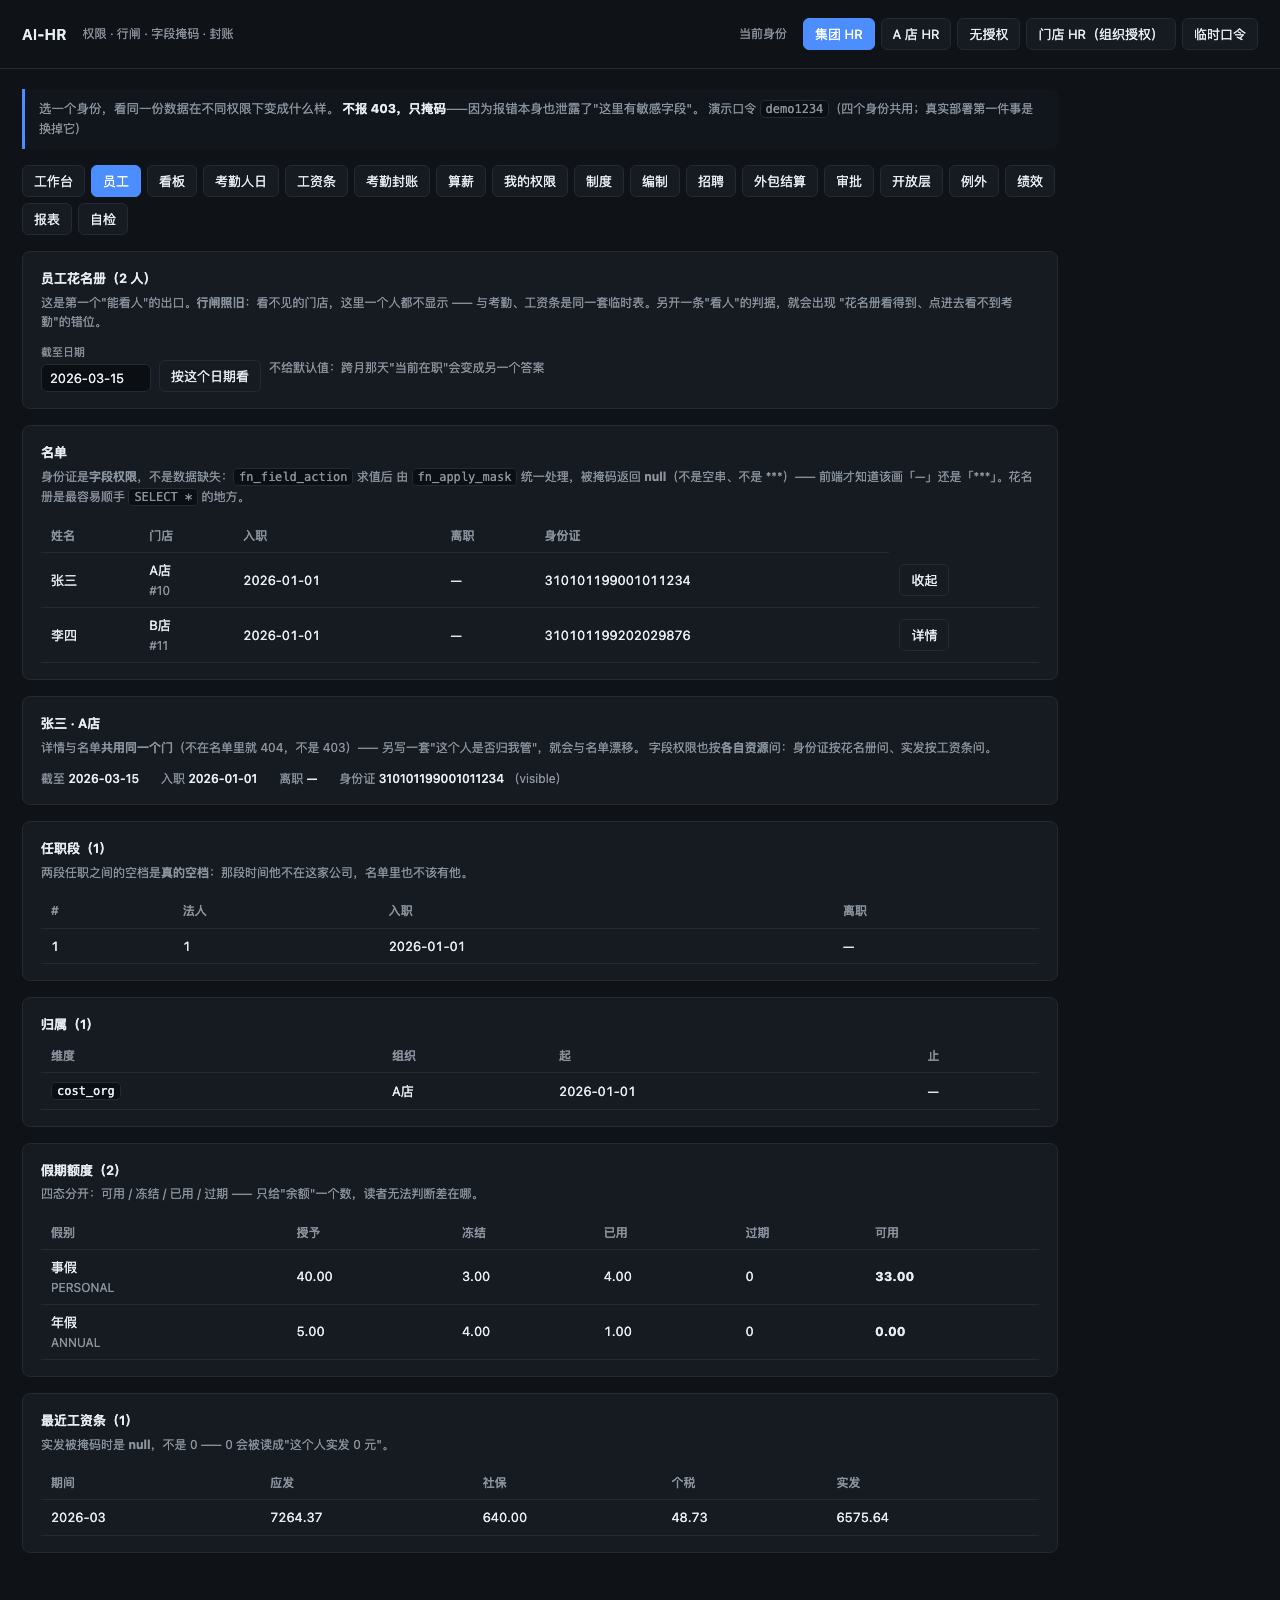 AI-HR 权限 · 行闸 · 字段掩码 · 封账 当前身份 集团 HR A 店 HR 无授权 门店 HR（组织授权） 临时口令
选一个身份，看同一份数据在不同权限下变成什么样。 不报 403，只掩码——因为报错本身也泄露了"这里有敏感字段"。 演示口令 demo1234 （四个身份共用；真实部署第一件事是
换掉它）
工作台 员工 看板 考勤人日 工资条 考勤封账 算薪 我的权限 制度 编制 招聘 外包结算 审批 开放层 例外 绩效
报表 自检
员工花名册（2 人）
这是第一个"能看人"的出口。行闸照旧：看不见的门店，这里一个人都不显示 —— 与考勤、工资条是同一套临时表。另开一条"看人"的判据，就会出现 "花名册看得到、点进去看不到考
勤"的错位。
截至日期
2026-03-15 按这个日期看 不给默认值：跨月那天"当前在职"会变成另一个答案
名单
身份证是字段权限，不是数据缺失： fn_field_action 求值后 由 fn_apply_mask 统一处理，被掩码返回 null（不是空串、不是 ***）—— 前端才知道该画「—」还是「***」。花名
册是最容易顺手 SELECT * 的地方。
姓名 门店 入职 离职 身份证
张三 A店 #10 2026-01-01 — 310101199001011234 收起
李四 B店 #11 2026-01-01 — 310101199202029876 详情
张三 · A店
详情与名单共用同一个门（不在名单里就 404，不是 403）—— 另写一套"这个人是否归我管"，就会与名单漂移。 字段权限也按各自资源问：身份证按花名册问、实发按工资条问。
截至 2026-03-15 入职 2026-01-01 离职 — 身份证 310101199001011234 （visible）
任职段（1）
两段任职之间的空档是真的空档：那段时间他不在这家公司，名单里也不该有他。
# 法人 入职 离职
1 1 2026-01-01 —
归属（1）
维度 组织 起 止
cost_org A店 2026-01-01 —
假期额度（2）
四态分开：可用 / 冻结 / 已用 / 过期 —— 只给"余额"一个数，读者无法判断差在哪。
假别 授予 冻结 已用 过期 可用
事假 PERSONAL 40.00 3.00 4.00 0 33.00
年假 ANNUAL 5.00 4.00 1.00 0 0.00
最近工资条（1）
实发被掩码时是 null，不是 0 —— 0 会被读成"这个人实发 0 元"。
期间 应发 社保 个税 实发
2026-03 7264.37 640.00 48.73 6575.64